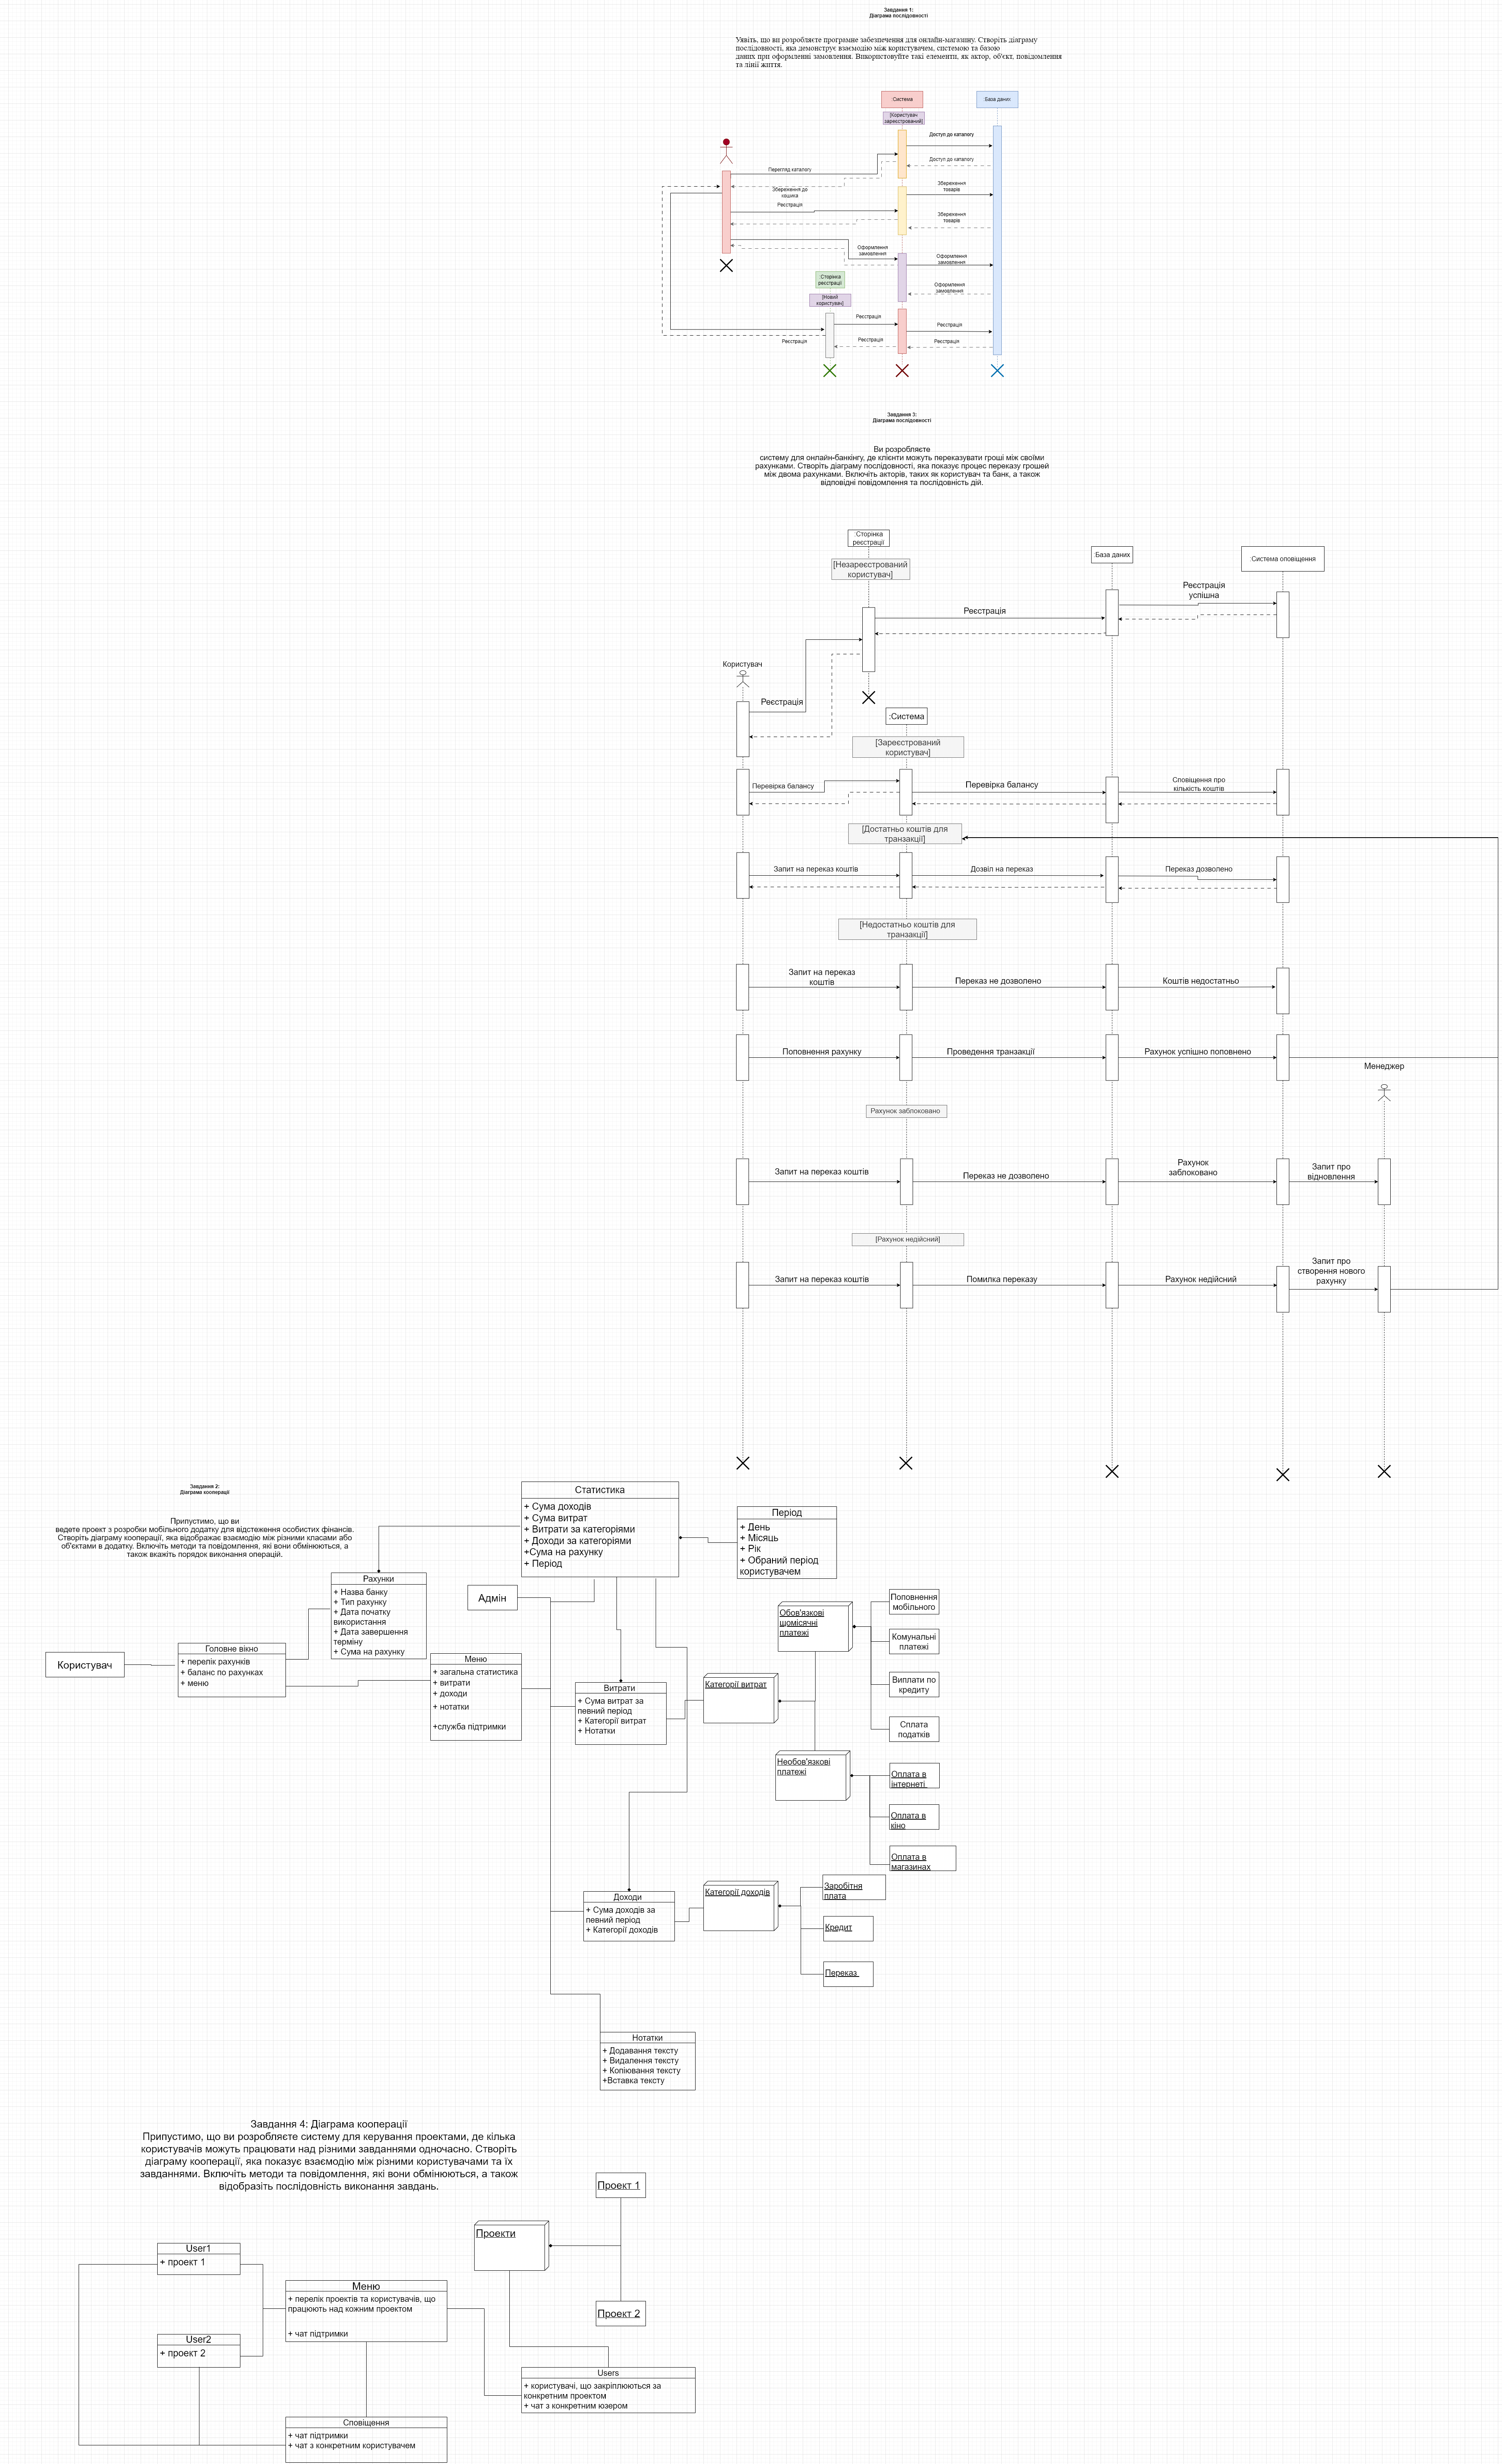 Завдання 1:
Діаграма послідовності
Уявіть, що ви розробляєте програмне забезпечення для онлайн-магазину. Створіть діаграму
послідовності, яка демонструє взаємодію між користувачем, системою та базою
даних при оформленні замовлення. Використовуйте такі елементи, як актор, об'єкт, повідомлення
та лінії життя.
Система
База даних
[Користувач
зареєстрований]
Доступ до каталогу
Доступ до каталогу
Перегляд каталогу
Збереження до
кошика
Збереження
товарів
Реєстрація
Збереження
товарів
Оформлення
замовлення
Оформлення
замовлення
Сторінка
реєстрації
Оформлення
замовлення
[Новий
користувач]
Реєстрація
Реєстрація
Реєстрація
Реєстрація
Реєстрація
Завдання 3:
Діаграма послідовності
Ви розробляєте
систему для онлайн-банкінгу, де клієнти можуть переказувати гроші між своїми
рахунками. Створіть діаграму послідовності, яка показує процес переказу грошей
між двома рахунками. Включіть акторів, таких як користувач та банк, а також
відповідні повідомлення та послідовність дій.
Сторінка
реєстрації
База даних
Система оповіщення
[Незареєстрований
користувач]
Реєстрація
успішна
Реєстрація
Користувач
Реєстрація
:Система
[Зареєстрований
користувач]
Перевірка балансу
Перевірка балансу
Сповіщення про
кількість коштів
[Достатньо коштів для
транзакції]
Запит на переказ коштів
Дозвіл на переказ
Переказ дозволено
[Недостатньо коштів для
транзакції]
Запит на переказ
коштів
Переказ не дозволено
Коштів недостатньо
Поповнення рахунку
Проведення транзакції
Рахунок успішно поповнено
Менеджер
Рахунок заблоковано
Запит на переказ коштів
Переказ не дозволено
Рахунок
заблоковано
Запит про
відновлення
[Рахунок недійсний]
Запит на переказ коштів
Помилка переказу
Рахунок недійсний
Запит про
створення нового
рахунку
Завдання 2:
Діаграма кооперації
Припустимо, що ви
ведете проект з розробки мобільного додатку для відстеження особистих фінансів.
Створіть діаграму кооперації, яка відображає взаємодію між різними класами або
об'єктами в додатку. Включіть методи та повідомлення, які вони обмінюються, а
також вкажіть порядок виконання операцій.
Статистика
+ Сума доходів
+ Сума витрат
+ Витрати за категоріями
+ Доходи за категоріями
+Сума на рахунку
+ Період
Період
+ День
+ Місяць
+ Рік
+ Обраний період
користувачем
Рахунки
+ Назва банку
+ Тип рахунку
+ Дата початку
використання
+ Дата завершення
терміну
+ Сума на рахунку
Адмін
Користувач
Головне вікно
+ перелік рахунків
+ баланс по рахунках
+ меню
Меню
+ загальна статистика
+ витрати
+ доходи
+ нотатки
+служба підтримки
Витрати
+ Сума витрат за
певний період
+ Категорії витрат
+ Нотатки
Категорії витрат
Обов'язкові
щомісячні
платежі
Поповнення
мобільного
Комунальні
платежі
Виплати по
кредиту
Сплата
податків
Необов'язкові
платежі
Оплата в
інтернеті
Оплата в
кіно
Оплата в
магазинах
Доходи
+ Сума доходів за
певний період
+ Категорії доходів
Категорії доходів
Заробітня
плата
Кредит
Переказ
Нотатки
+ Додавання тексту
+ Видалення тексту
+ Копіювання тексту
+Вставка тексту
Завдання 4: Діаграма кооперації
Припустимо, що ви розробляєте систему для керування проектами, де кілька
користувачів можуть працювати над різними завданнями одночасно. Створіть
діаграму кооперації, яка показує взаємодію між різними користувачами та їх
завданнями. Включіть методи та повідомлення, які вони обмінюються, а також
відобразіть послідовність виконання завдань.
Проект 1
Проекти
Проект 2
User1
+ проект 1
Меню
+ перелік проектів та користувачів, що
працюють над кожним проектом
+ чат підтримки
User2
+ проект 2
Users
+ користувачі, що закріплюються за
конкретним проектом
+ чат з конкретним юзером
Сповіщення
+ чат підтримки
+ чат з конкретним користувачем